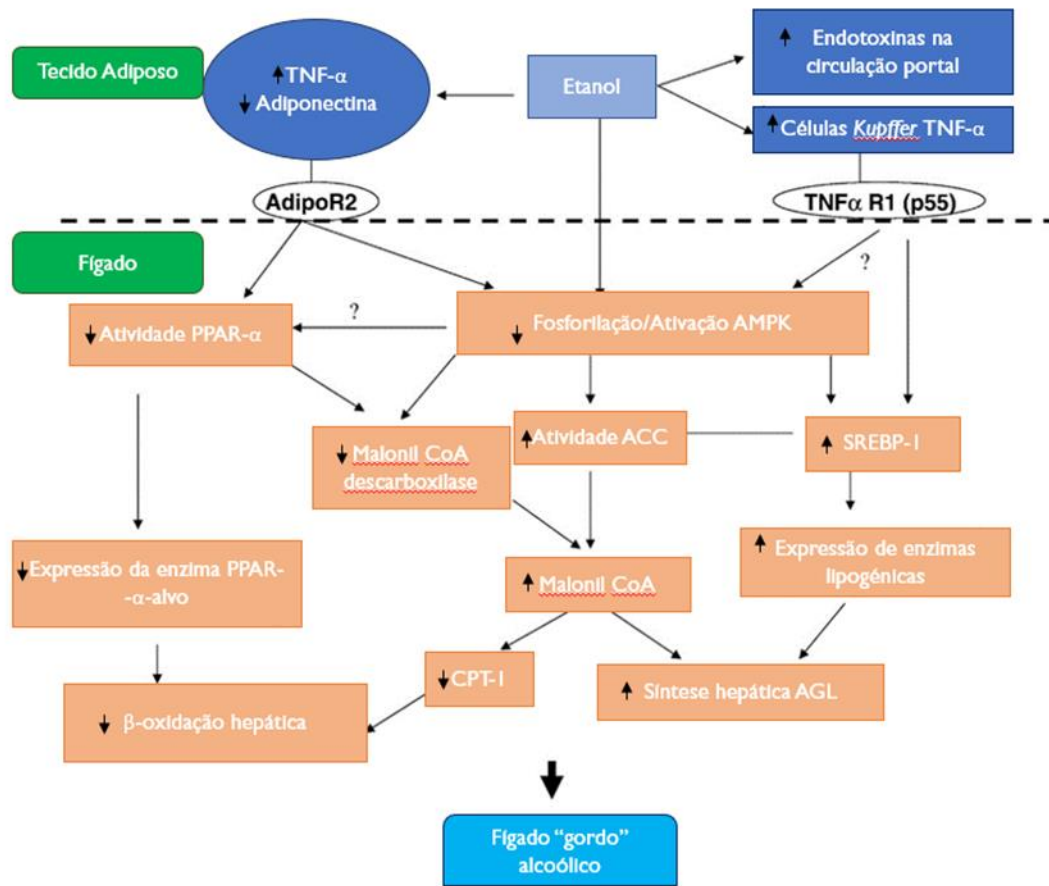 Tecido Adiposo
↑TNF-α
↓Adiponectina
Etanol
↑ Endotoxinas na
circulação portal
↑Células Kupffer TNF-α
AdipoR2
TNFα R1 (p55)
Fígado
?
?
↓Atividade PPAR-α
↓ Fosforilação/Ativação AMPK
↓ Malonil CoA
descarboxilase
↑Atividade ACC
↑ SREBP-1
↓Expressão da enzima PPAR-
-α-alvo
↑ Malonil CoA
↑ Expressão de enzimas
lipogénicas
↓CPT-1
↓ β-oxidação hepática
↑ Síntese hepática AGL
Fígado “gordo”
alcoólico